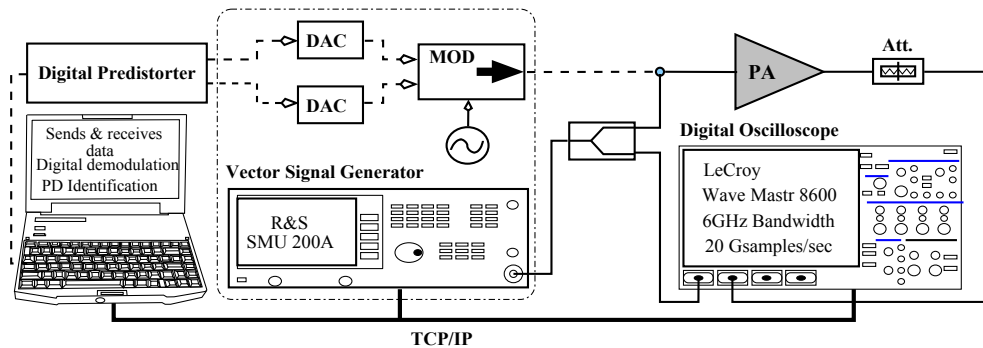 Digital Predistorter
DAC
DAC
MOD
PA
Att.
Sends & receives
data
Digital demodulation
PD Identification
Vector Signal Generator
R&S
SMU 200A
Digital Oscilloscope
LeCroy
Wave Mastr 8600
6GHz Bandwidth
20 Gsamples/sec
TCP/IP